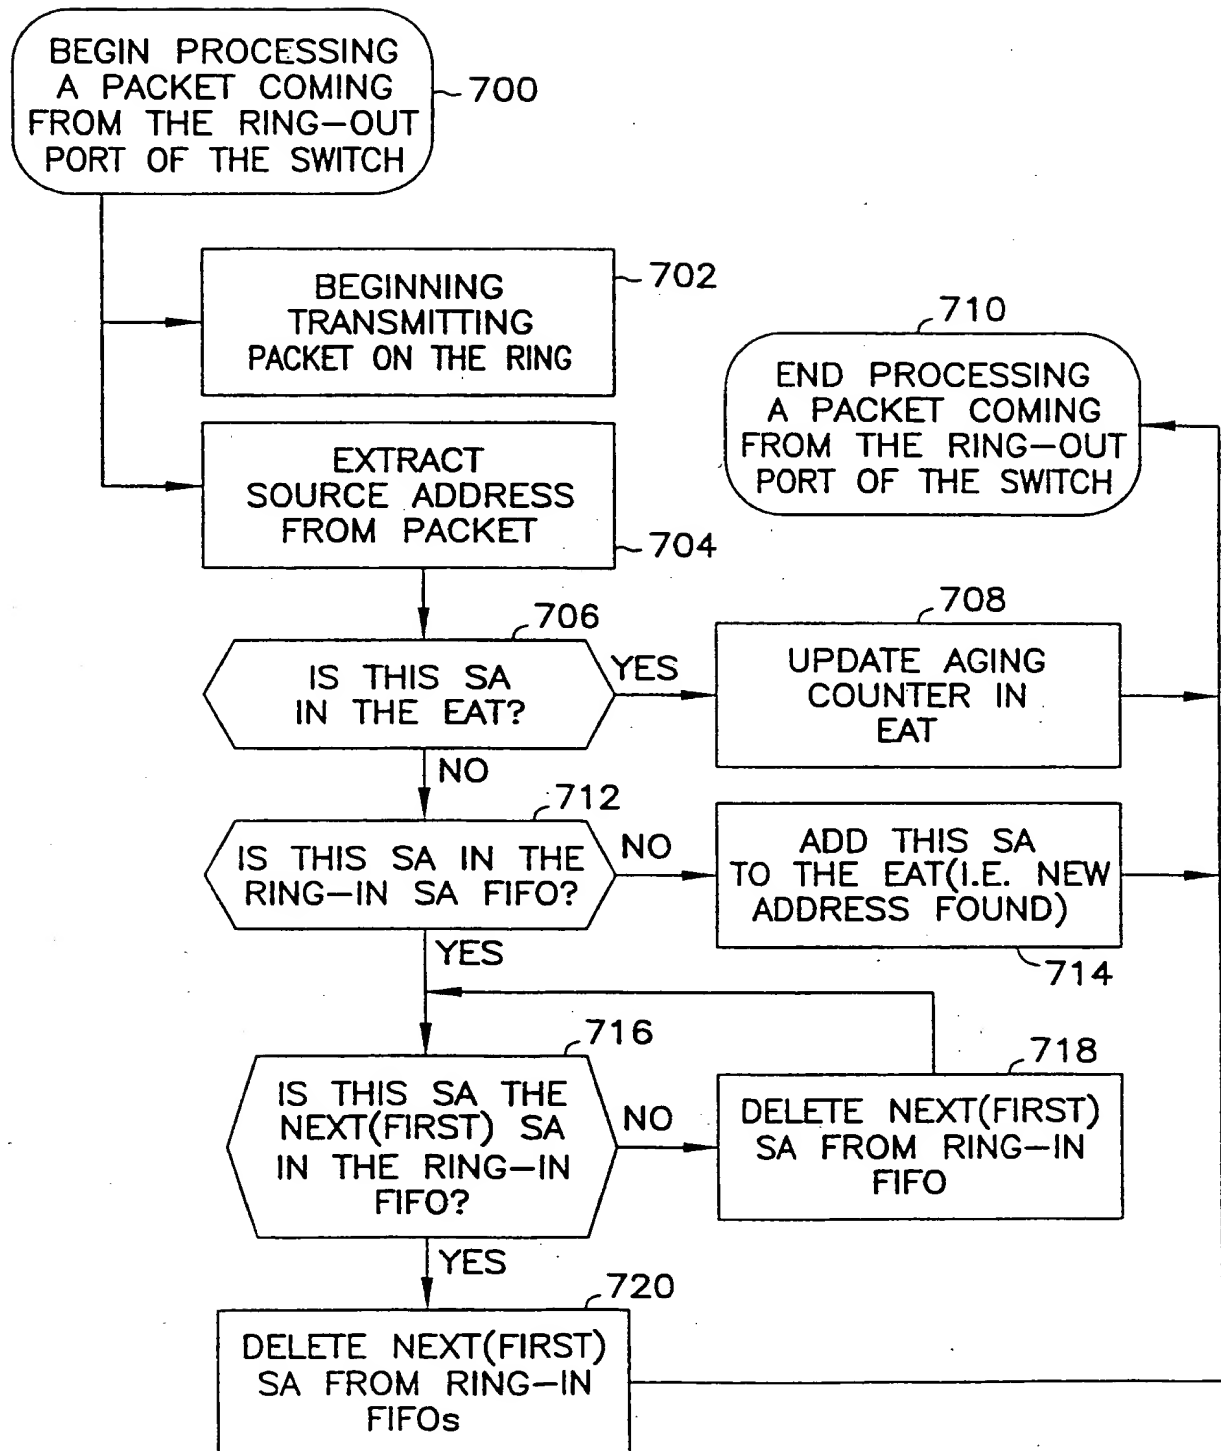 BEGIN PROCESSING
A PACKET COMING
FROM THE RING-OUT
PORT OF THE SWITCH
700
BEGINNING
TRANSMITTING
PACKET ON THE RING
702
EXTRACT
SOURCE ADDRESS
FROM PACKET
704
710
END PROCESSING
A PACKET COMING
FROM THE RING-OUT
PORT OF THE SWITCH
706
IS THIS SA
IN THE EAT?
YES
NO
708
UPDATE AGING
COUNTER IN
EAT
712
IS THIS SA IN THE
RING-IN SA FIFO?
NO
YES
ADD THIS SA
TO THE EAT(I.E. NEW
ADDRESS FOUND)
714
716
IS THIS SA THE
NEXT(FIRST) SA
IN THE RING-IN
FIFO?
NO
YES
718
DELETE NEXT(FIRST)
SA FROM RING-IN
FIFO
720
DELETE NEXT(FIRST)
SA FROM RING-IN
FIFOs